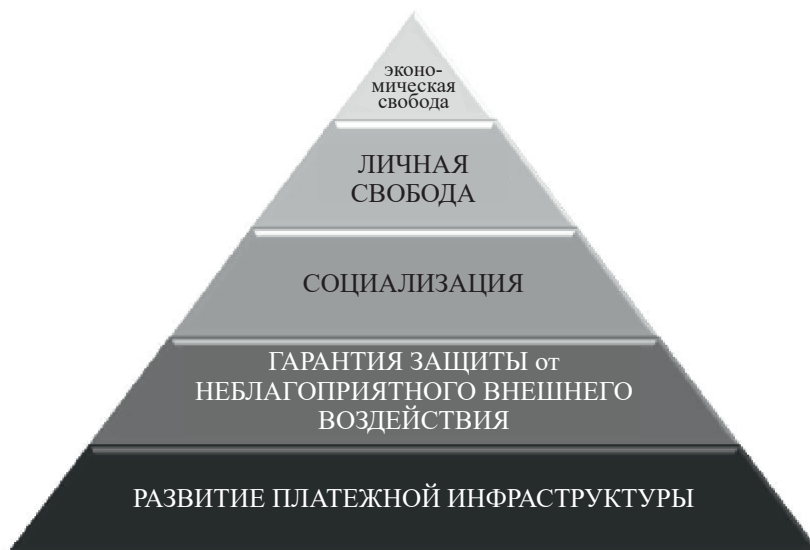 эконо-
мическая
свобода
ЛИЧНАЯ
СВОБОДА
СОЦИАЛИЗАЦИЯ
ГАРАНТИЯ ЗАЩИТЫ от
НЕБЛАГОПРИЯТНОГО ВНЕШНЕГО
ВОЗДЕЙСТВИЯ
РАЗВИТИЕ ПЛАТЕЖНОЙ ИНФРАСТРУКТУРЫ